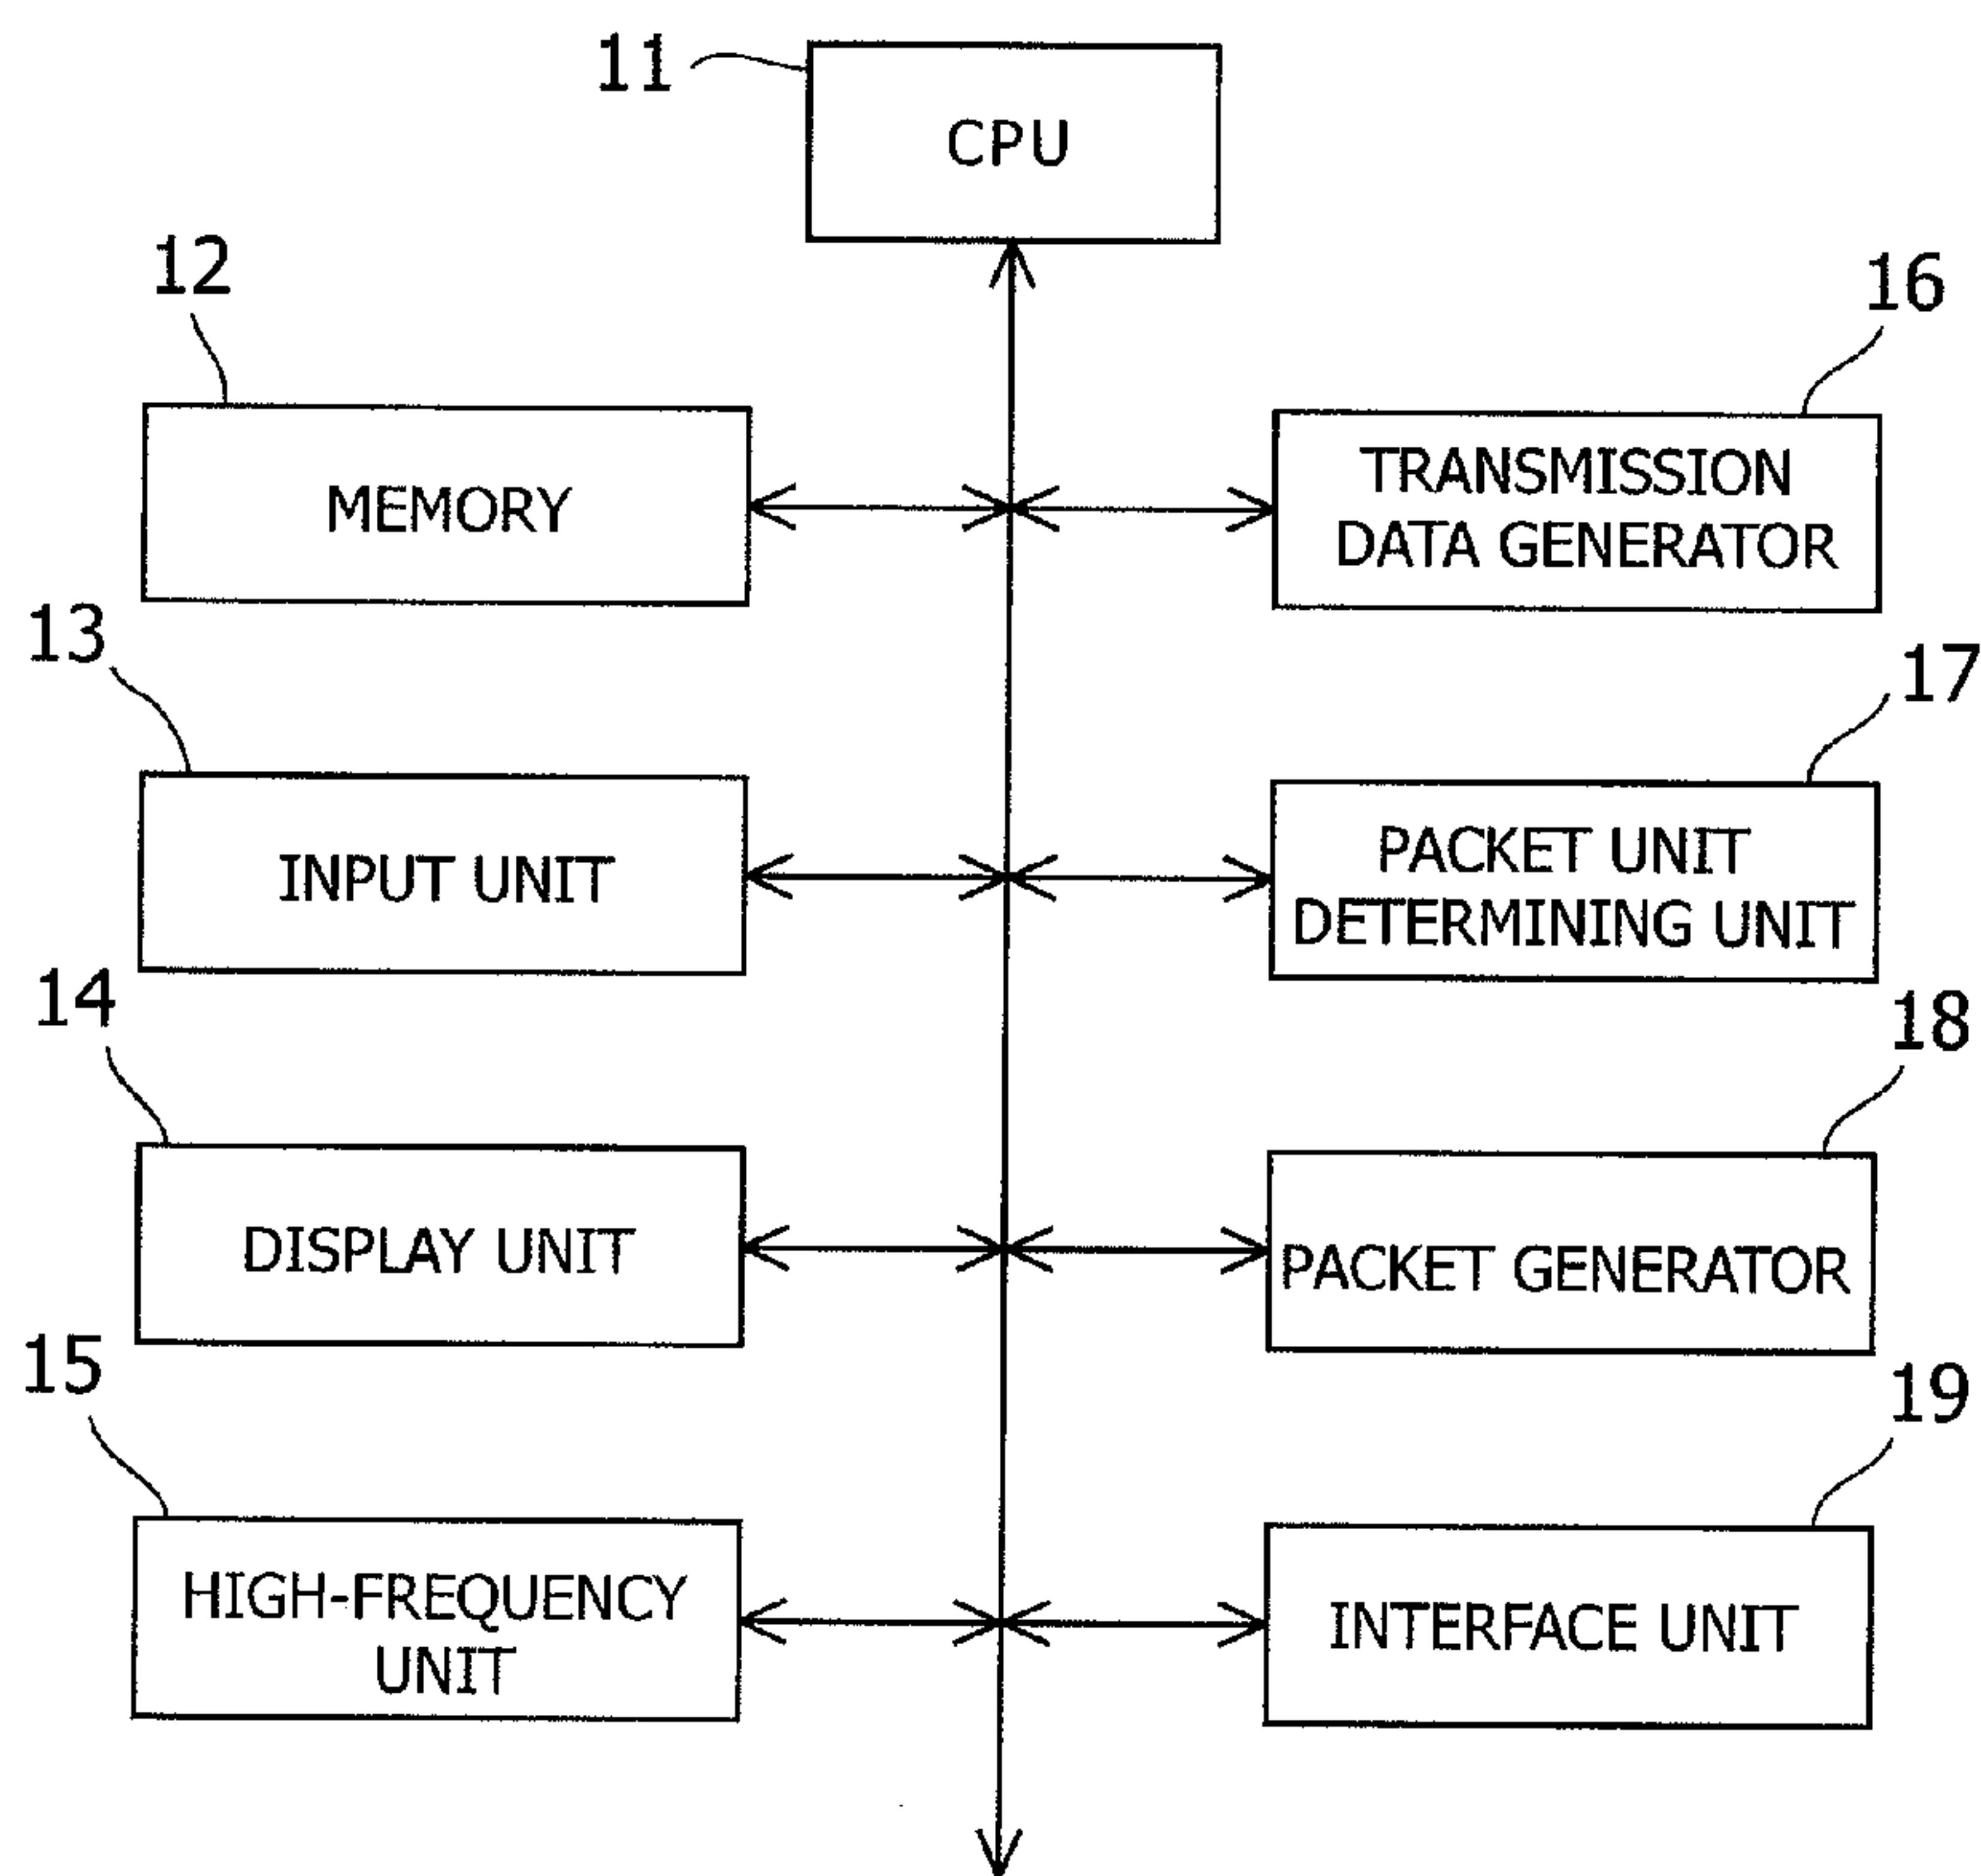 11
CPU
12
16
MEMORY
TRANSMISSION
DATA GENERATOR
13
17
INPUT UNIT
PACKET UNIT
DETERMINING UNIT
14
18
DISPLAY UNIT
PACKET GENERATOR
15
19
HIGH-FREQUENCY
UNIT
INTERFACE UNIT